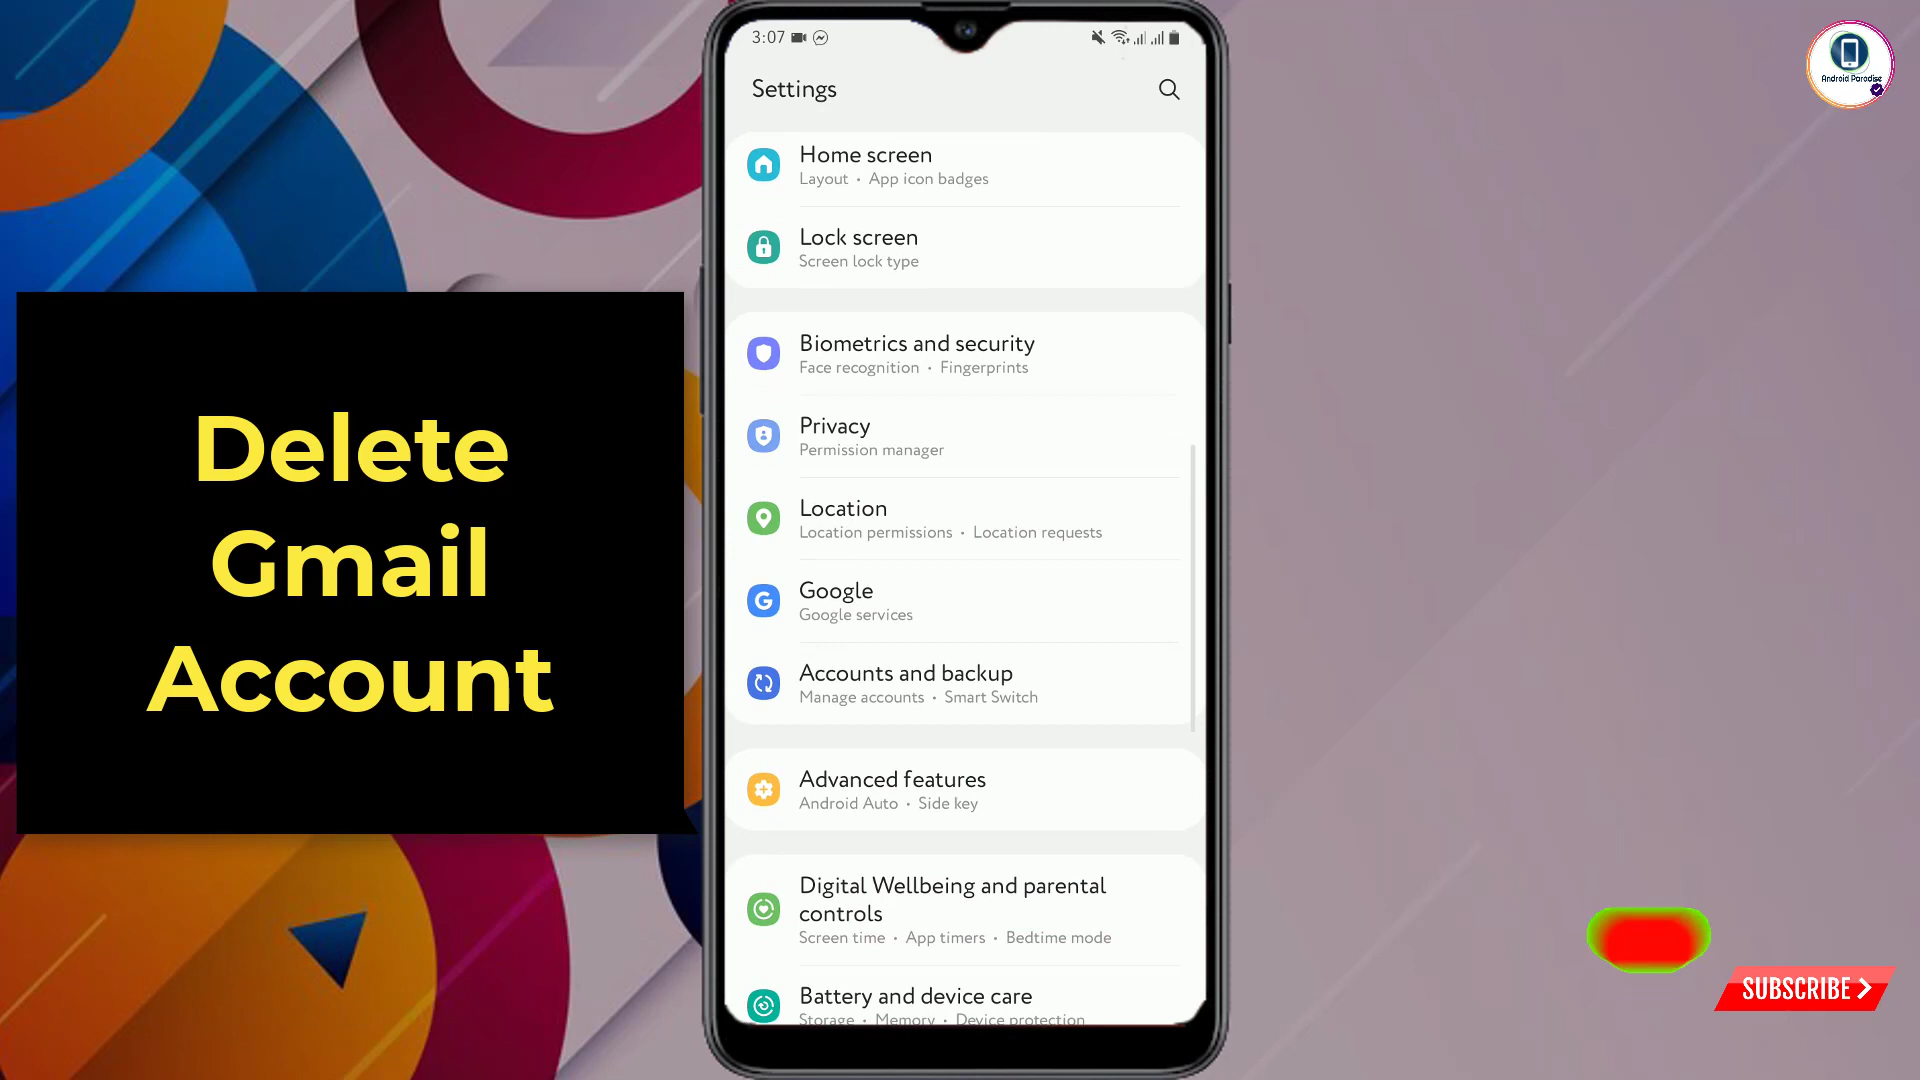 3:07
Android Paradise
Settings
Home screen
Layout • App icon badges
Lock screen
Screen lock type
Biometrics and security
Face recognition • Fingerprints
Privacy
Permission manager
Location
Location permissions • Location requests
Google
Google services
Accounts and backup
Manage accounts • Smart Switch
Advanced features
Android Auto • Side key
Digital Wellbeing and parental
controls
Screen time • App timers • Bedtime mode
Battery and device care
Storage • Memory • Device protection
Delete
Gmail
Account
SUBSCRIBE